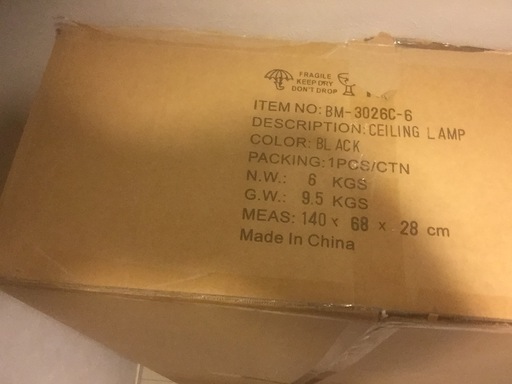 FRAGILE
KEEP DRY
DON'T DROP
ITEM NO: BM-3026C-6
DESCRIPTION: CEILING LAMP
COLOR: BLACK
PACKING: 1PCS/CTN
N.W.: 6 KGS
G.W.: 9.5 KGS
MEAS: 140 x 68 x 28 cm
Made In China